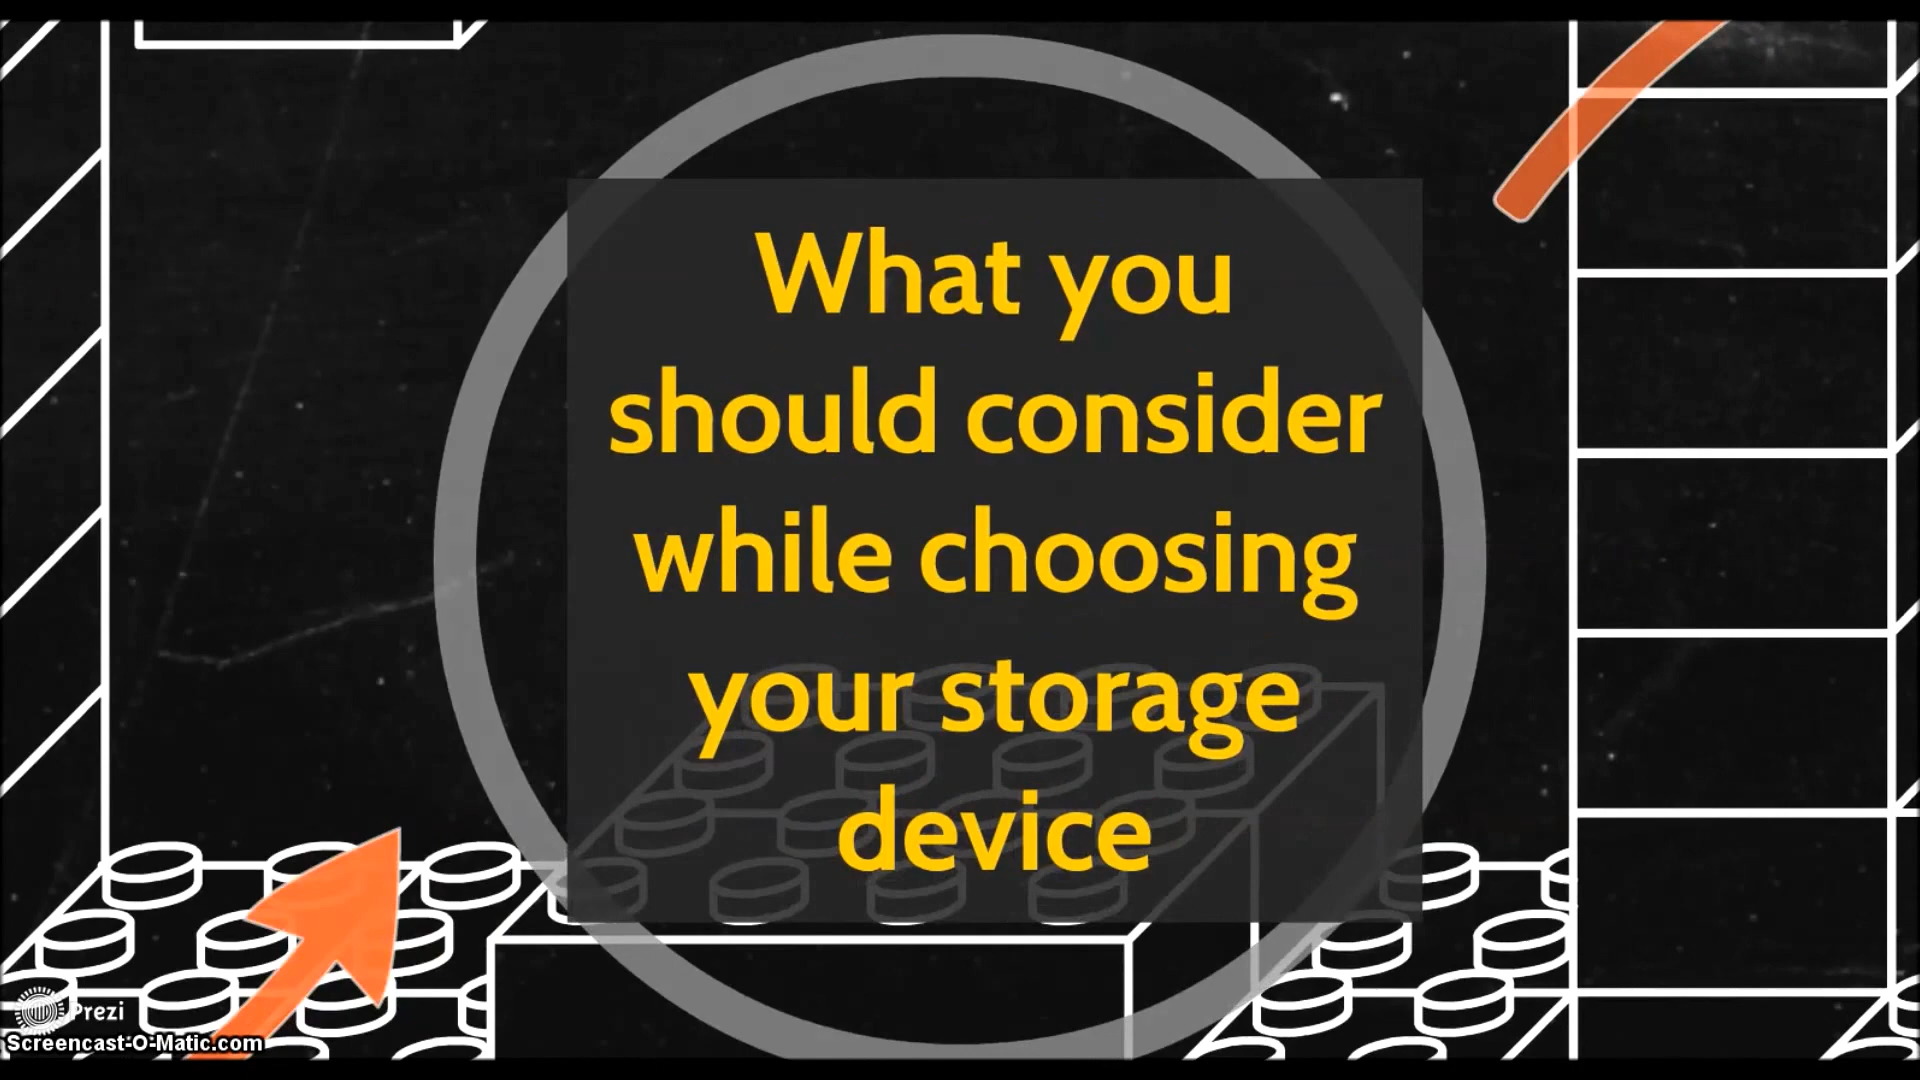 What you
should consider
while choosing
your storage
device
Prezi
Screencast-O-Matic.com